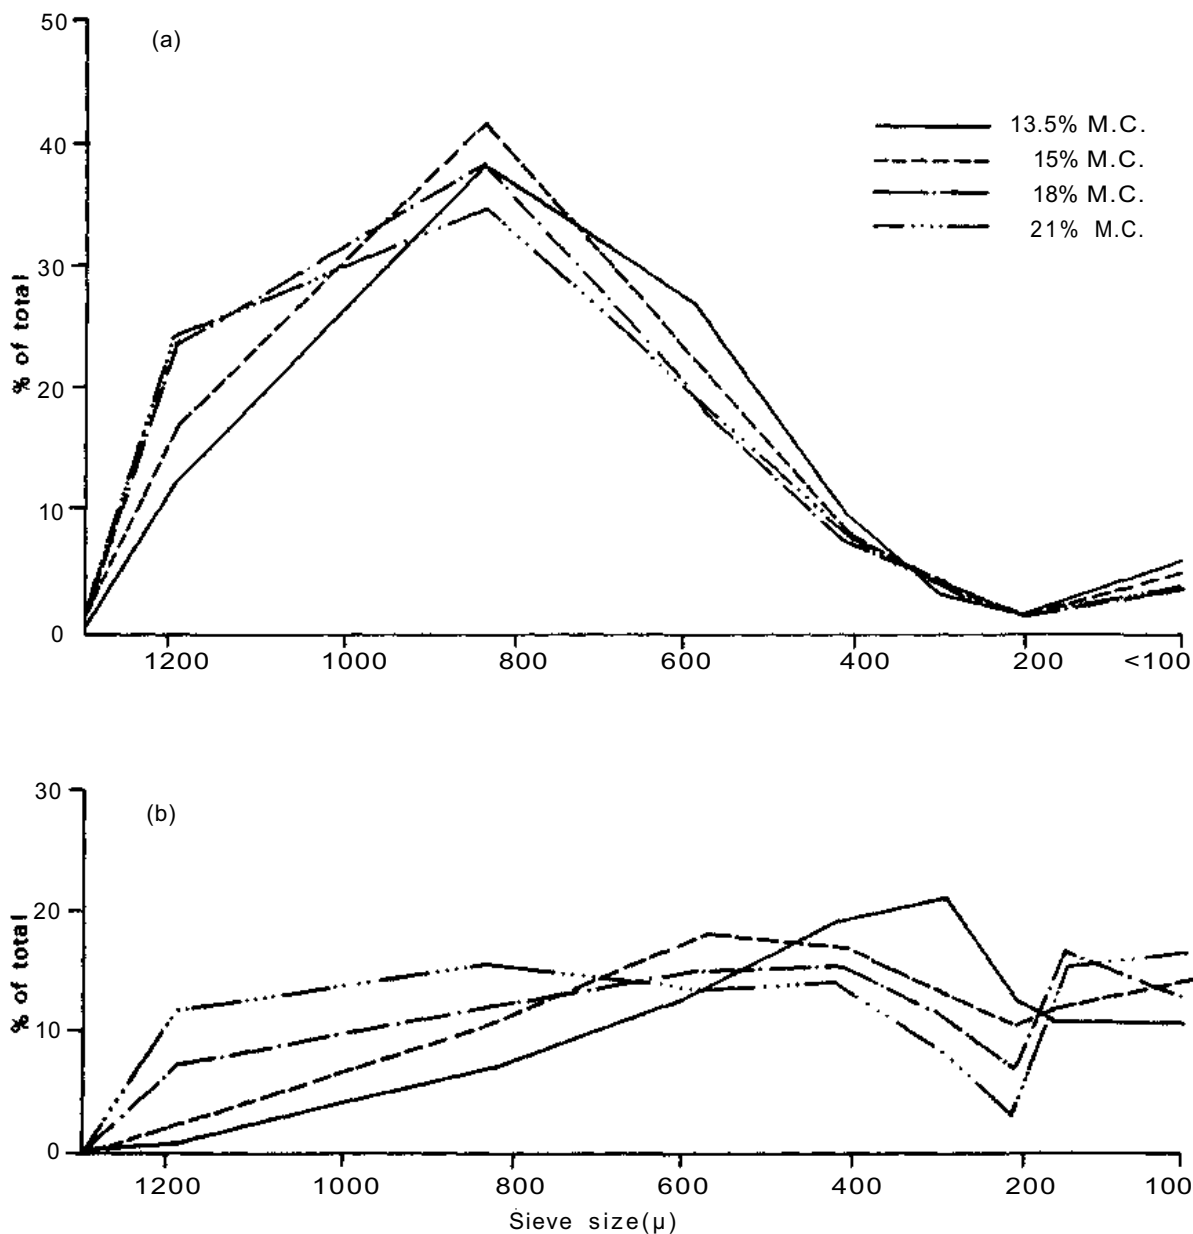 50
(a)
13.5% M.C.
40
15% M.C.
18% M.C.
21% M.C.
30
% of total
20
10
0
1200 1000 800 600 400 200 <100
30
(b)
20
% of total
10
0
1200 1000 800 600 400 200 100
Sieve size(μ)